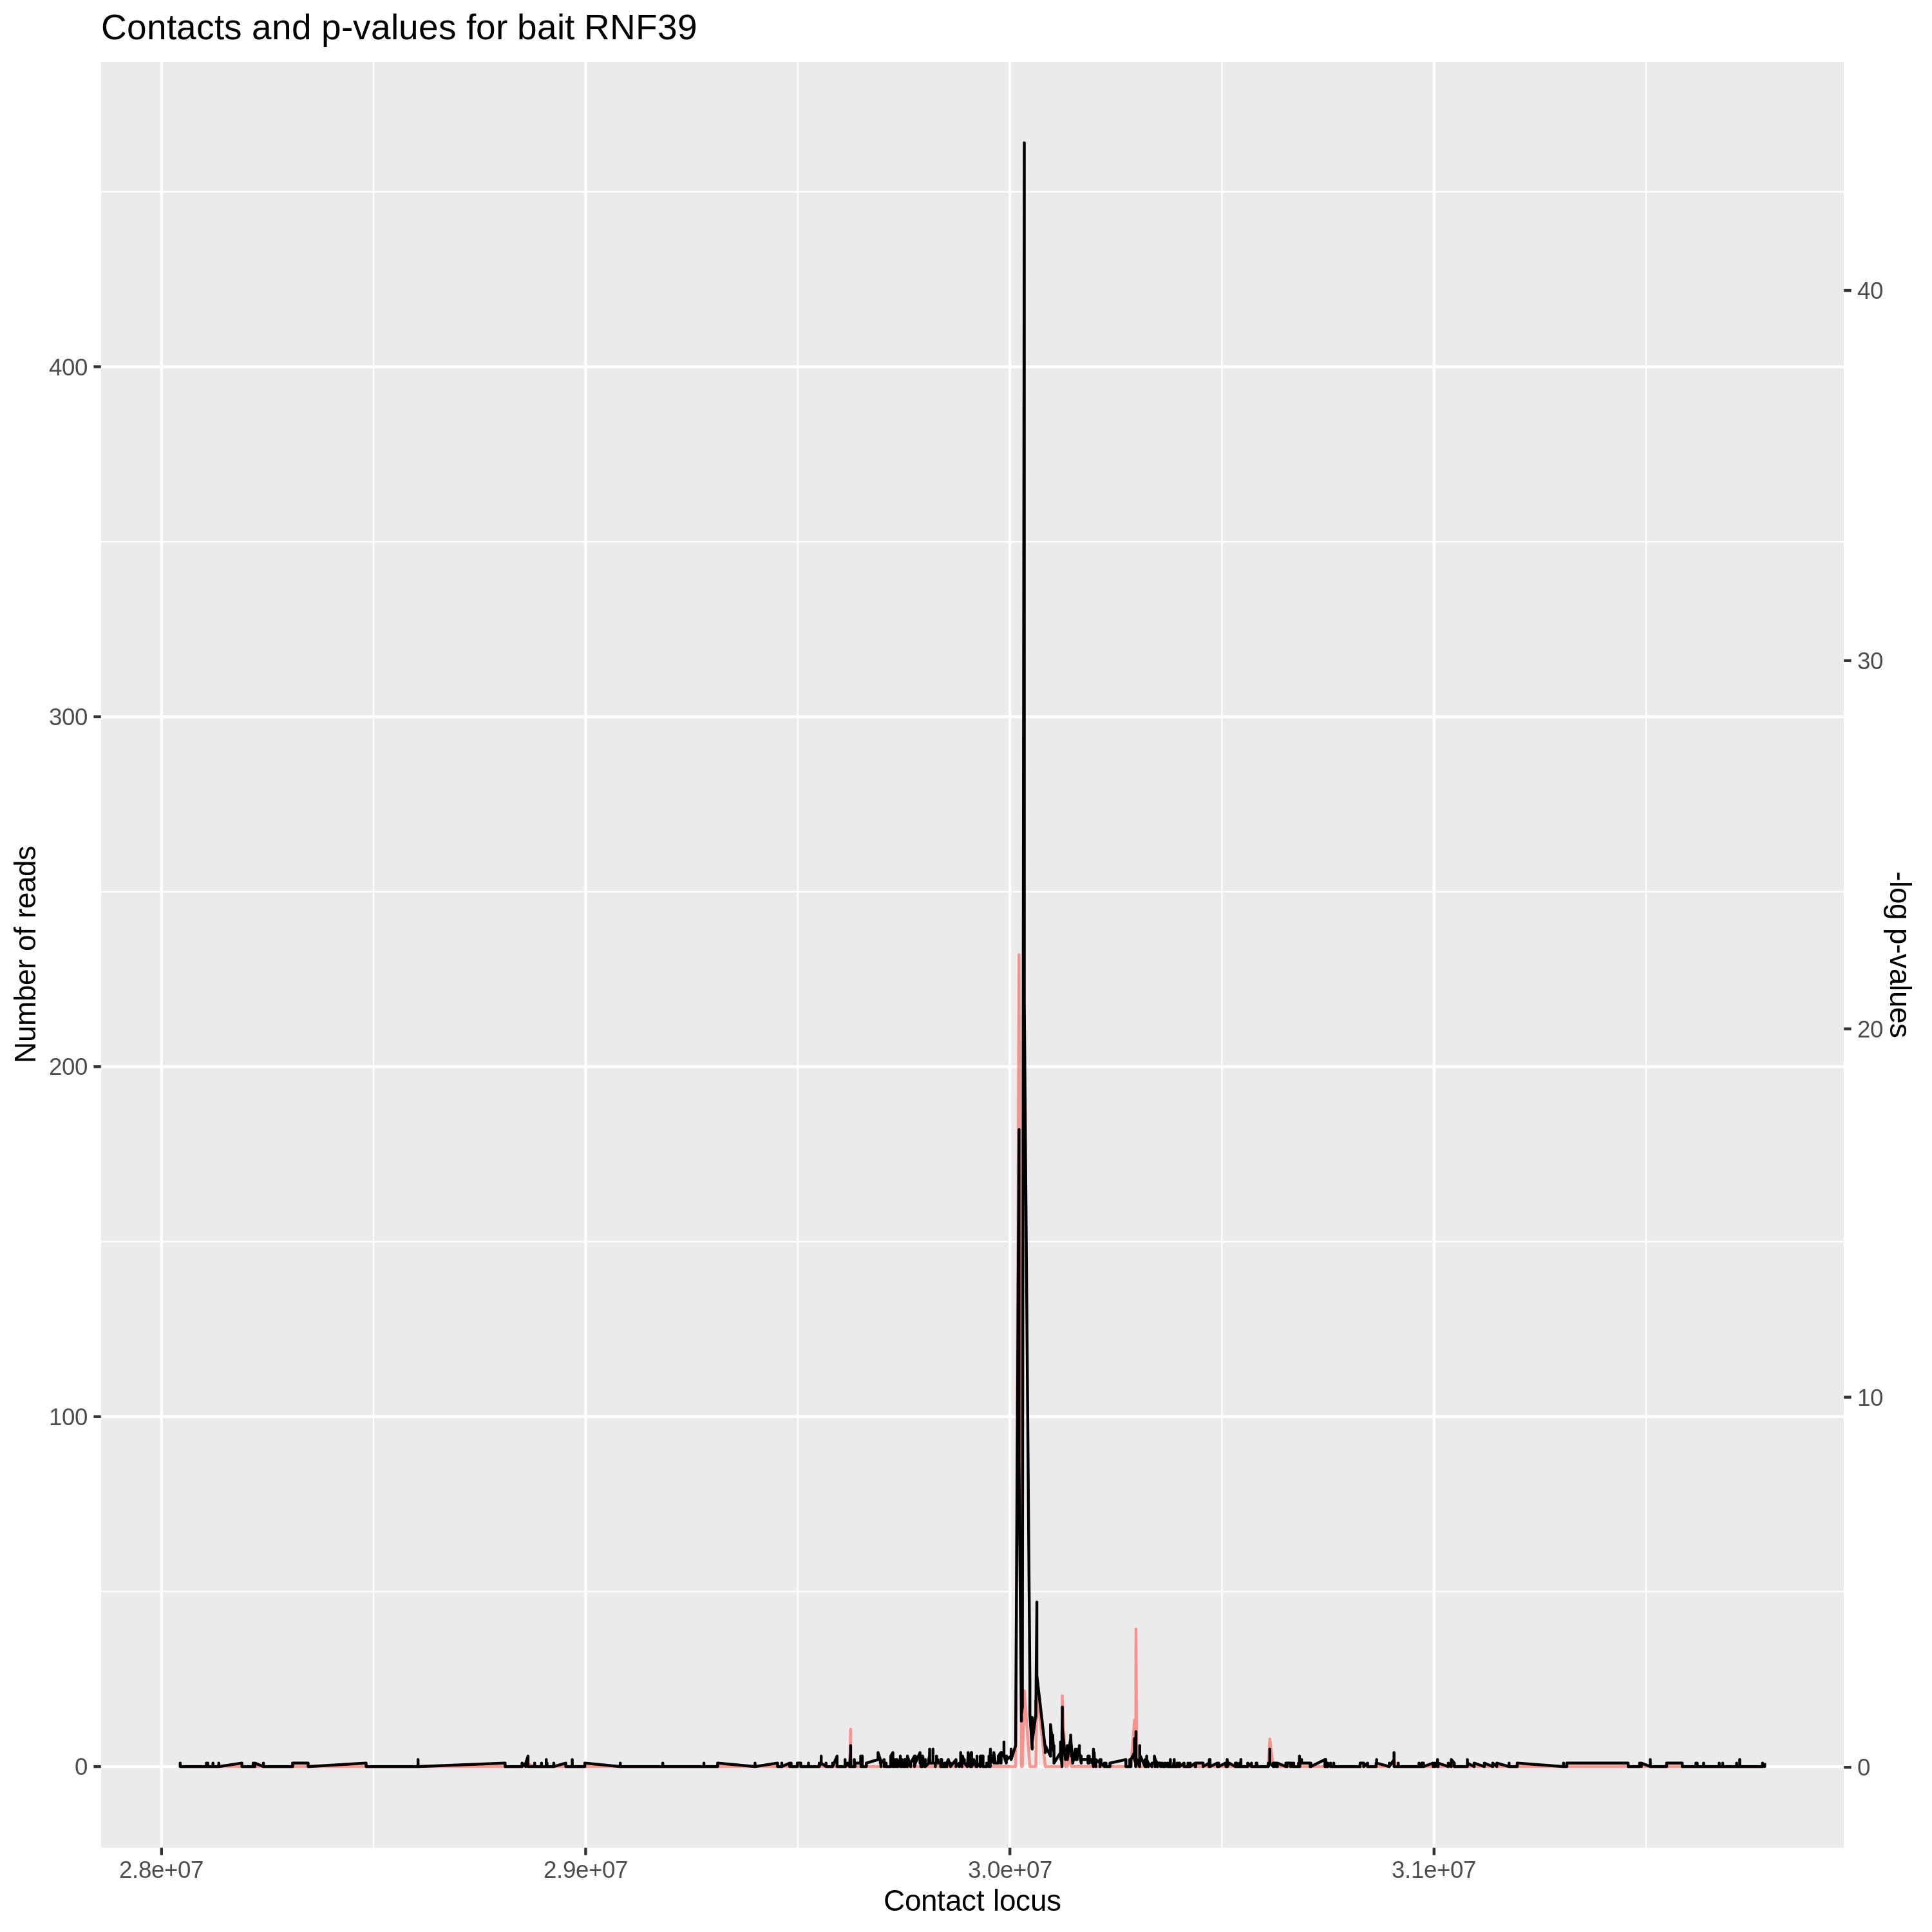 Contacts and p-values for bait RNF39
Number of reads
400
300
200
100
0
40
30
20
10
0
-log p-values
2.8e+07
2.9e+07
3.0e+07
3.1e+07
Contact locus